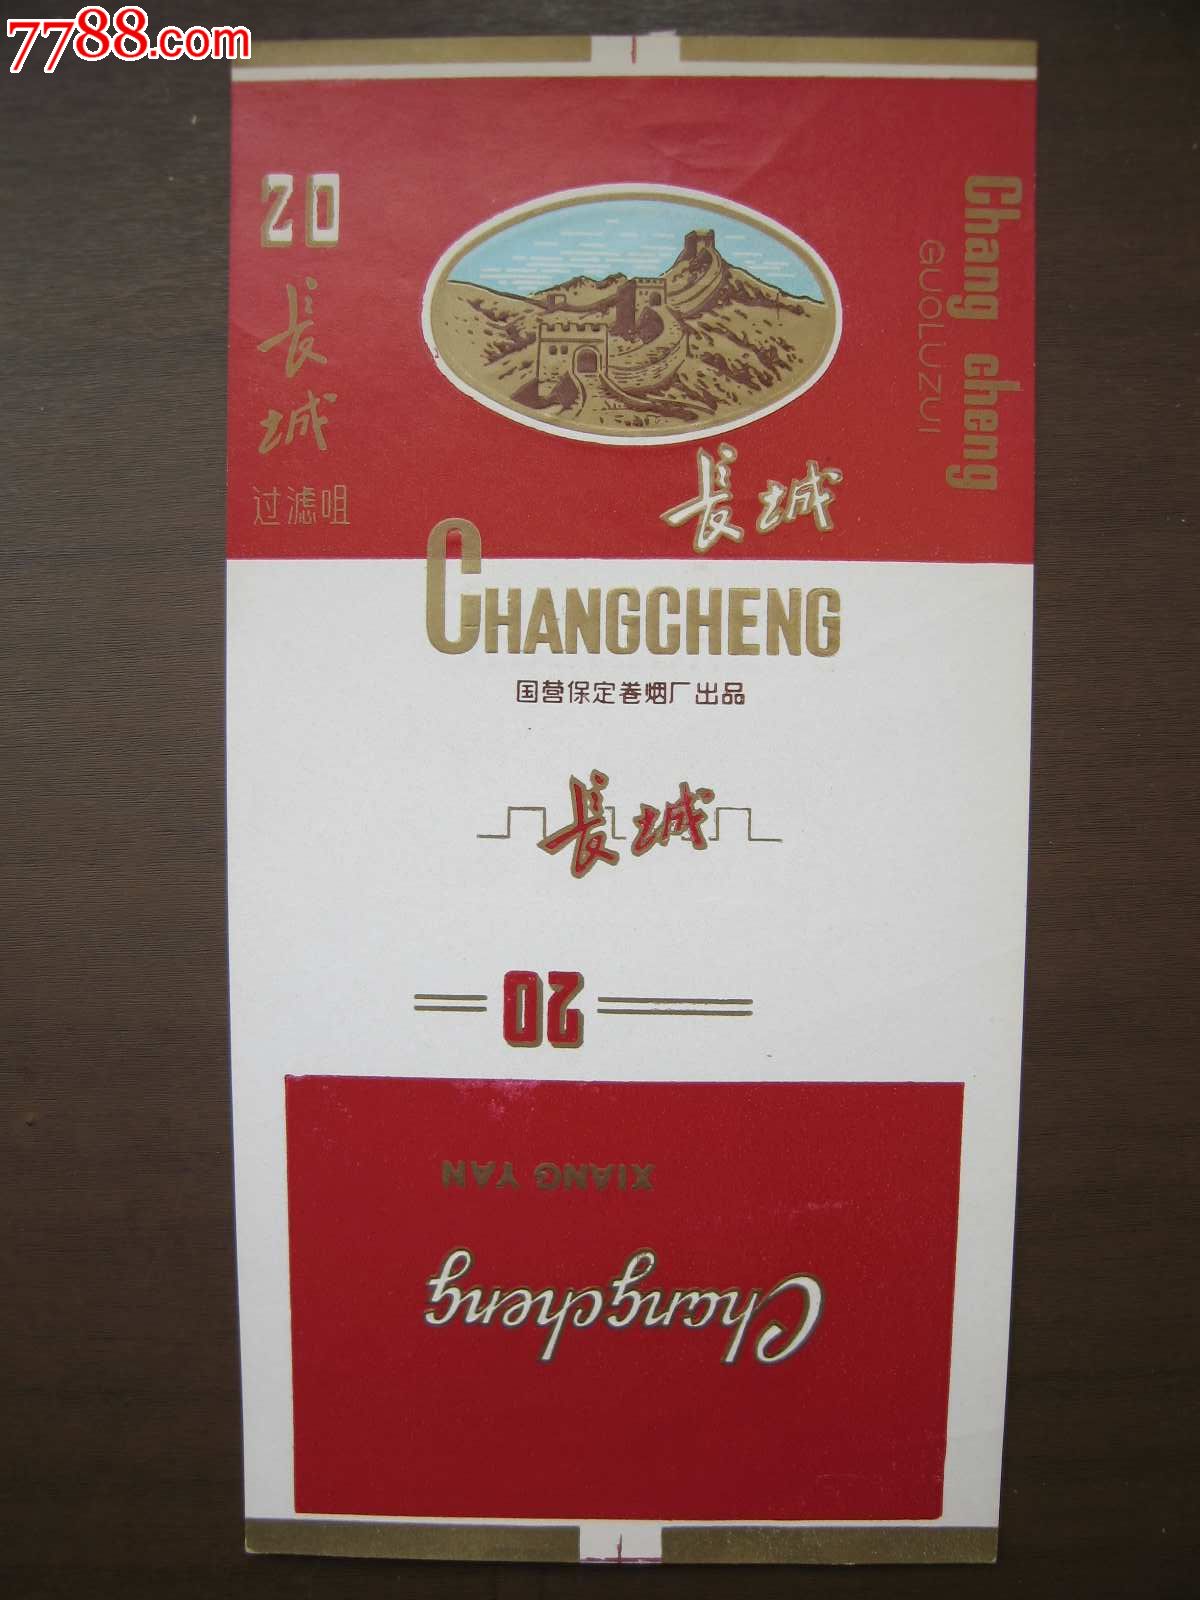 7788.com
20
長城
过滤咀
Chang cheng
GUOLUZUI
長城
CHANGCHENG
国营保定卷烟厂出品
長城
20
XIANG YAN
Changcheng